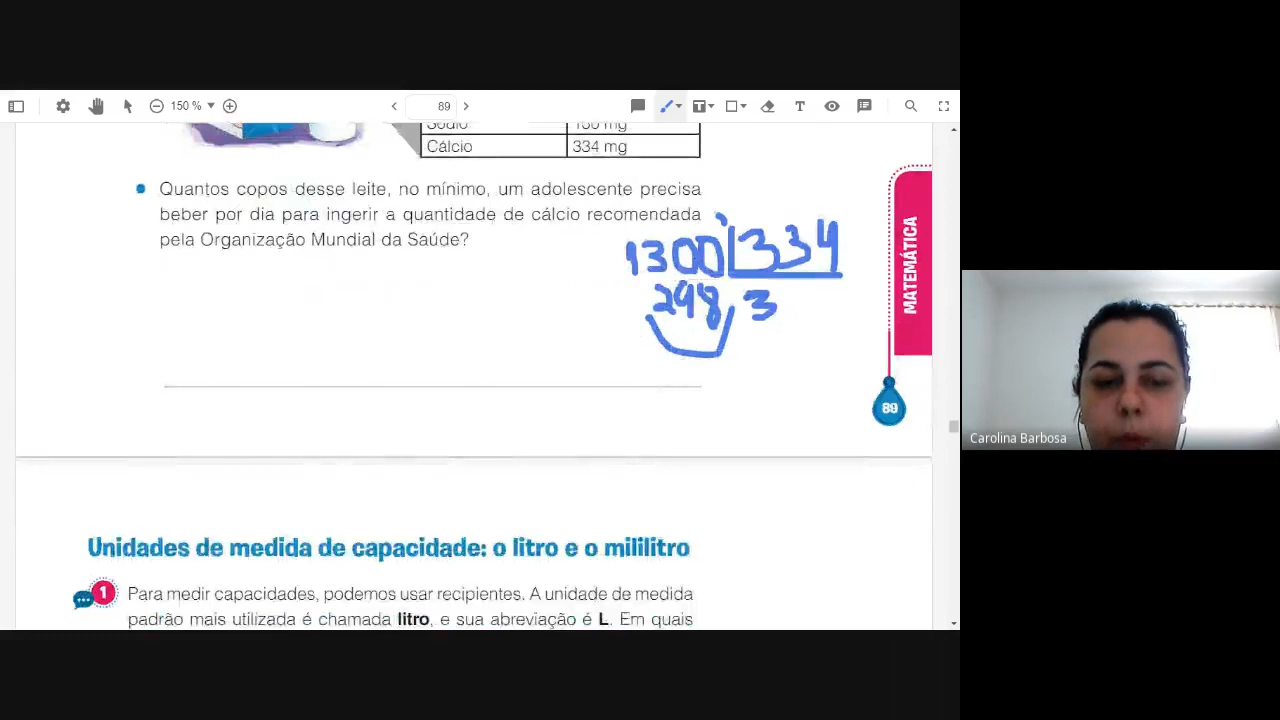 150 %
89
Sódio 130 mg
Cálcio 334 mg
Quantos copos desse leite, no mínimo, um adolescente precisa
beber por dia para ingerir a quantidade de cálcio recomendada
pela Organização Mundial da Saúde?
1300 334
298 3
MATEMÁTICA
89
Carolina Barbosa
Unidades de medida de capacidade: o litro e o mililitro
1 Para medir capacidades, podemos usar recipientes. A unidade de medida
padrão mais utilizada é chamada litro, e sua abreviação é L. Em quais